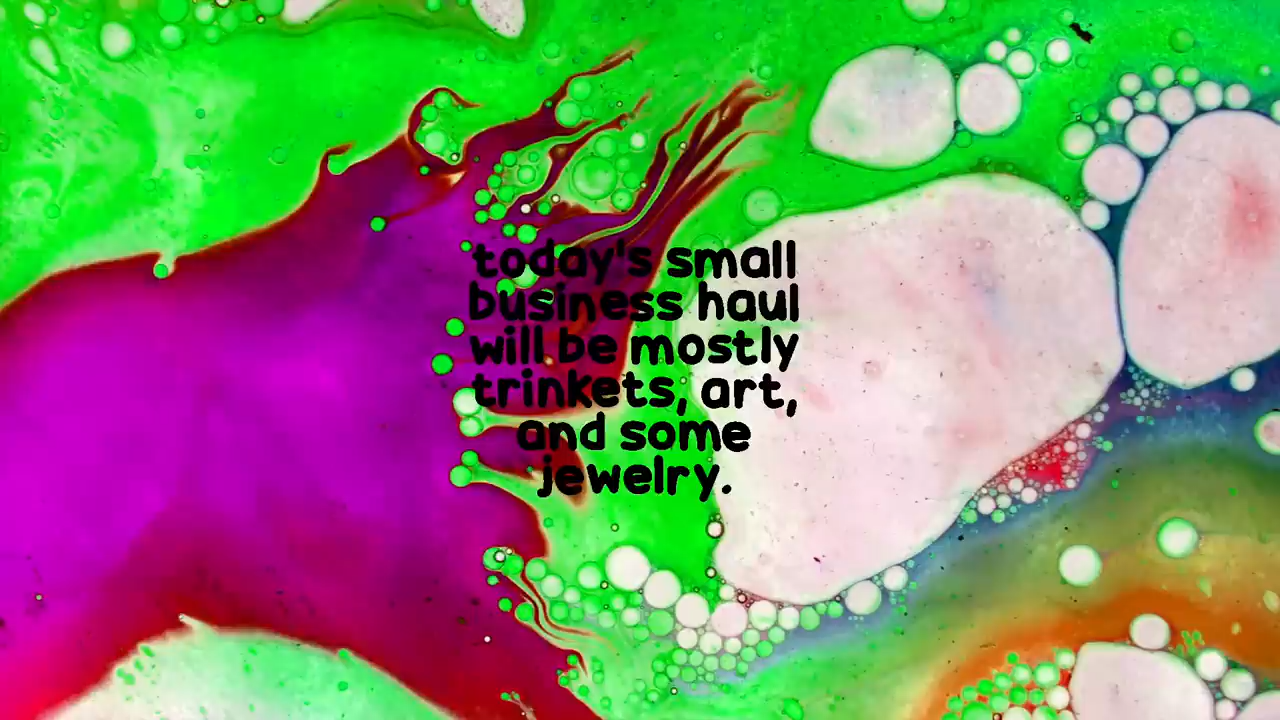 today's small
business haul
will be mostly
trinkets, art,
and some
jewelry.